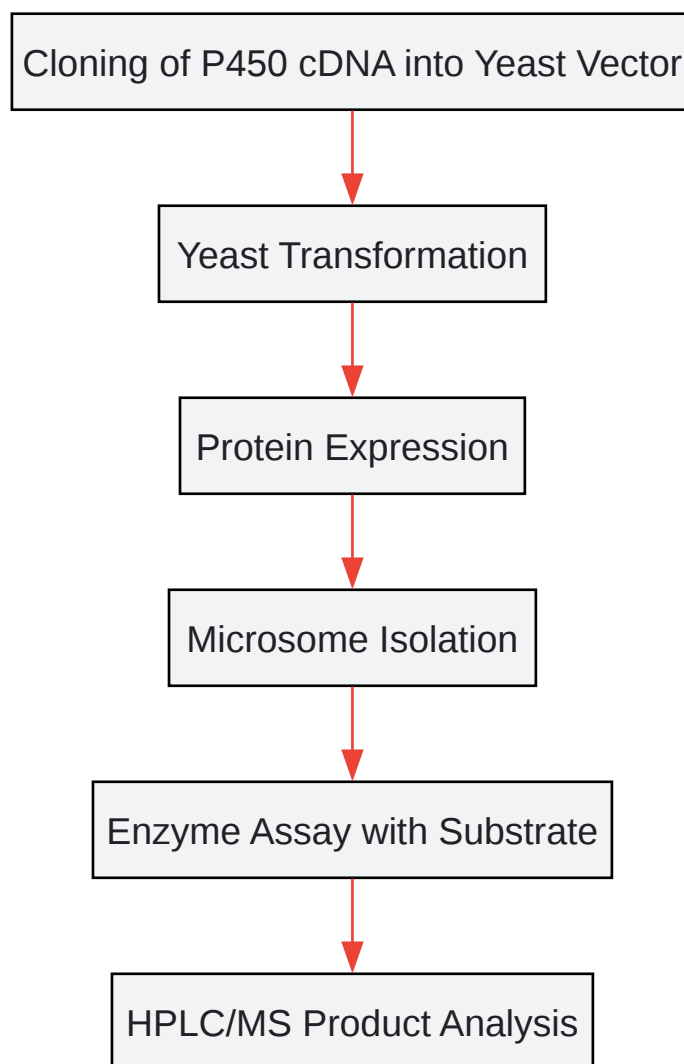 Cloning of P450 cDNA into Yeast Vector
Yeast Transformation
Protein Expression
Microsome Isolation
Enzyme Assay with Substrate
HPLC/MS Product Analysis